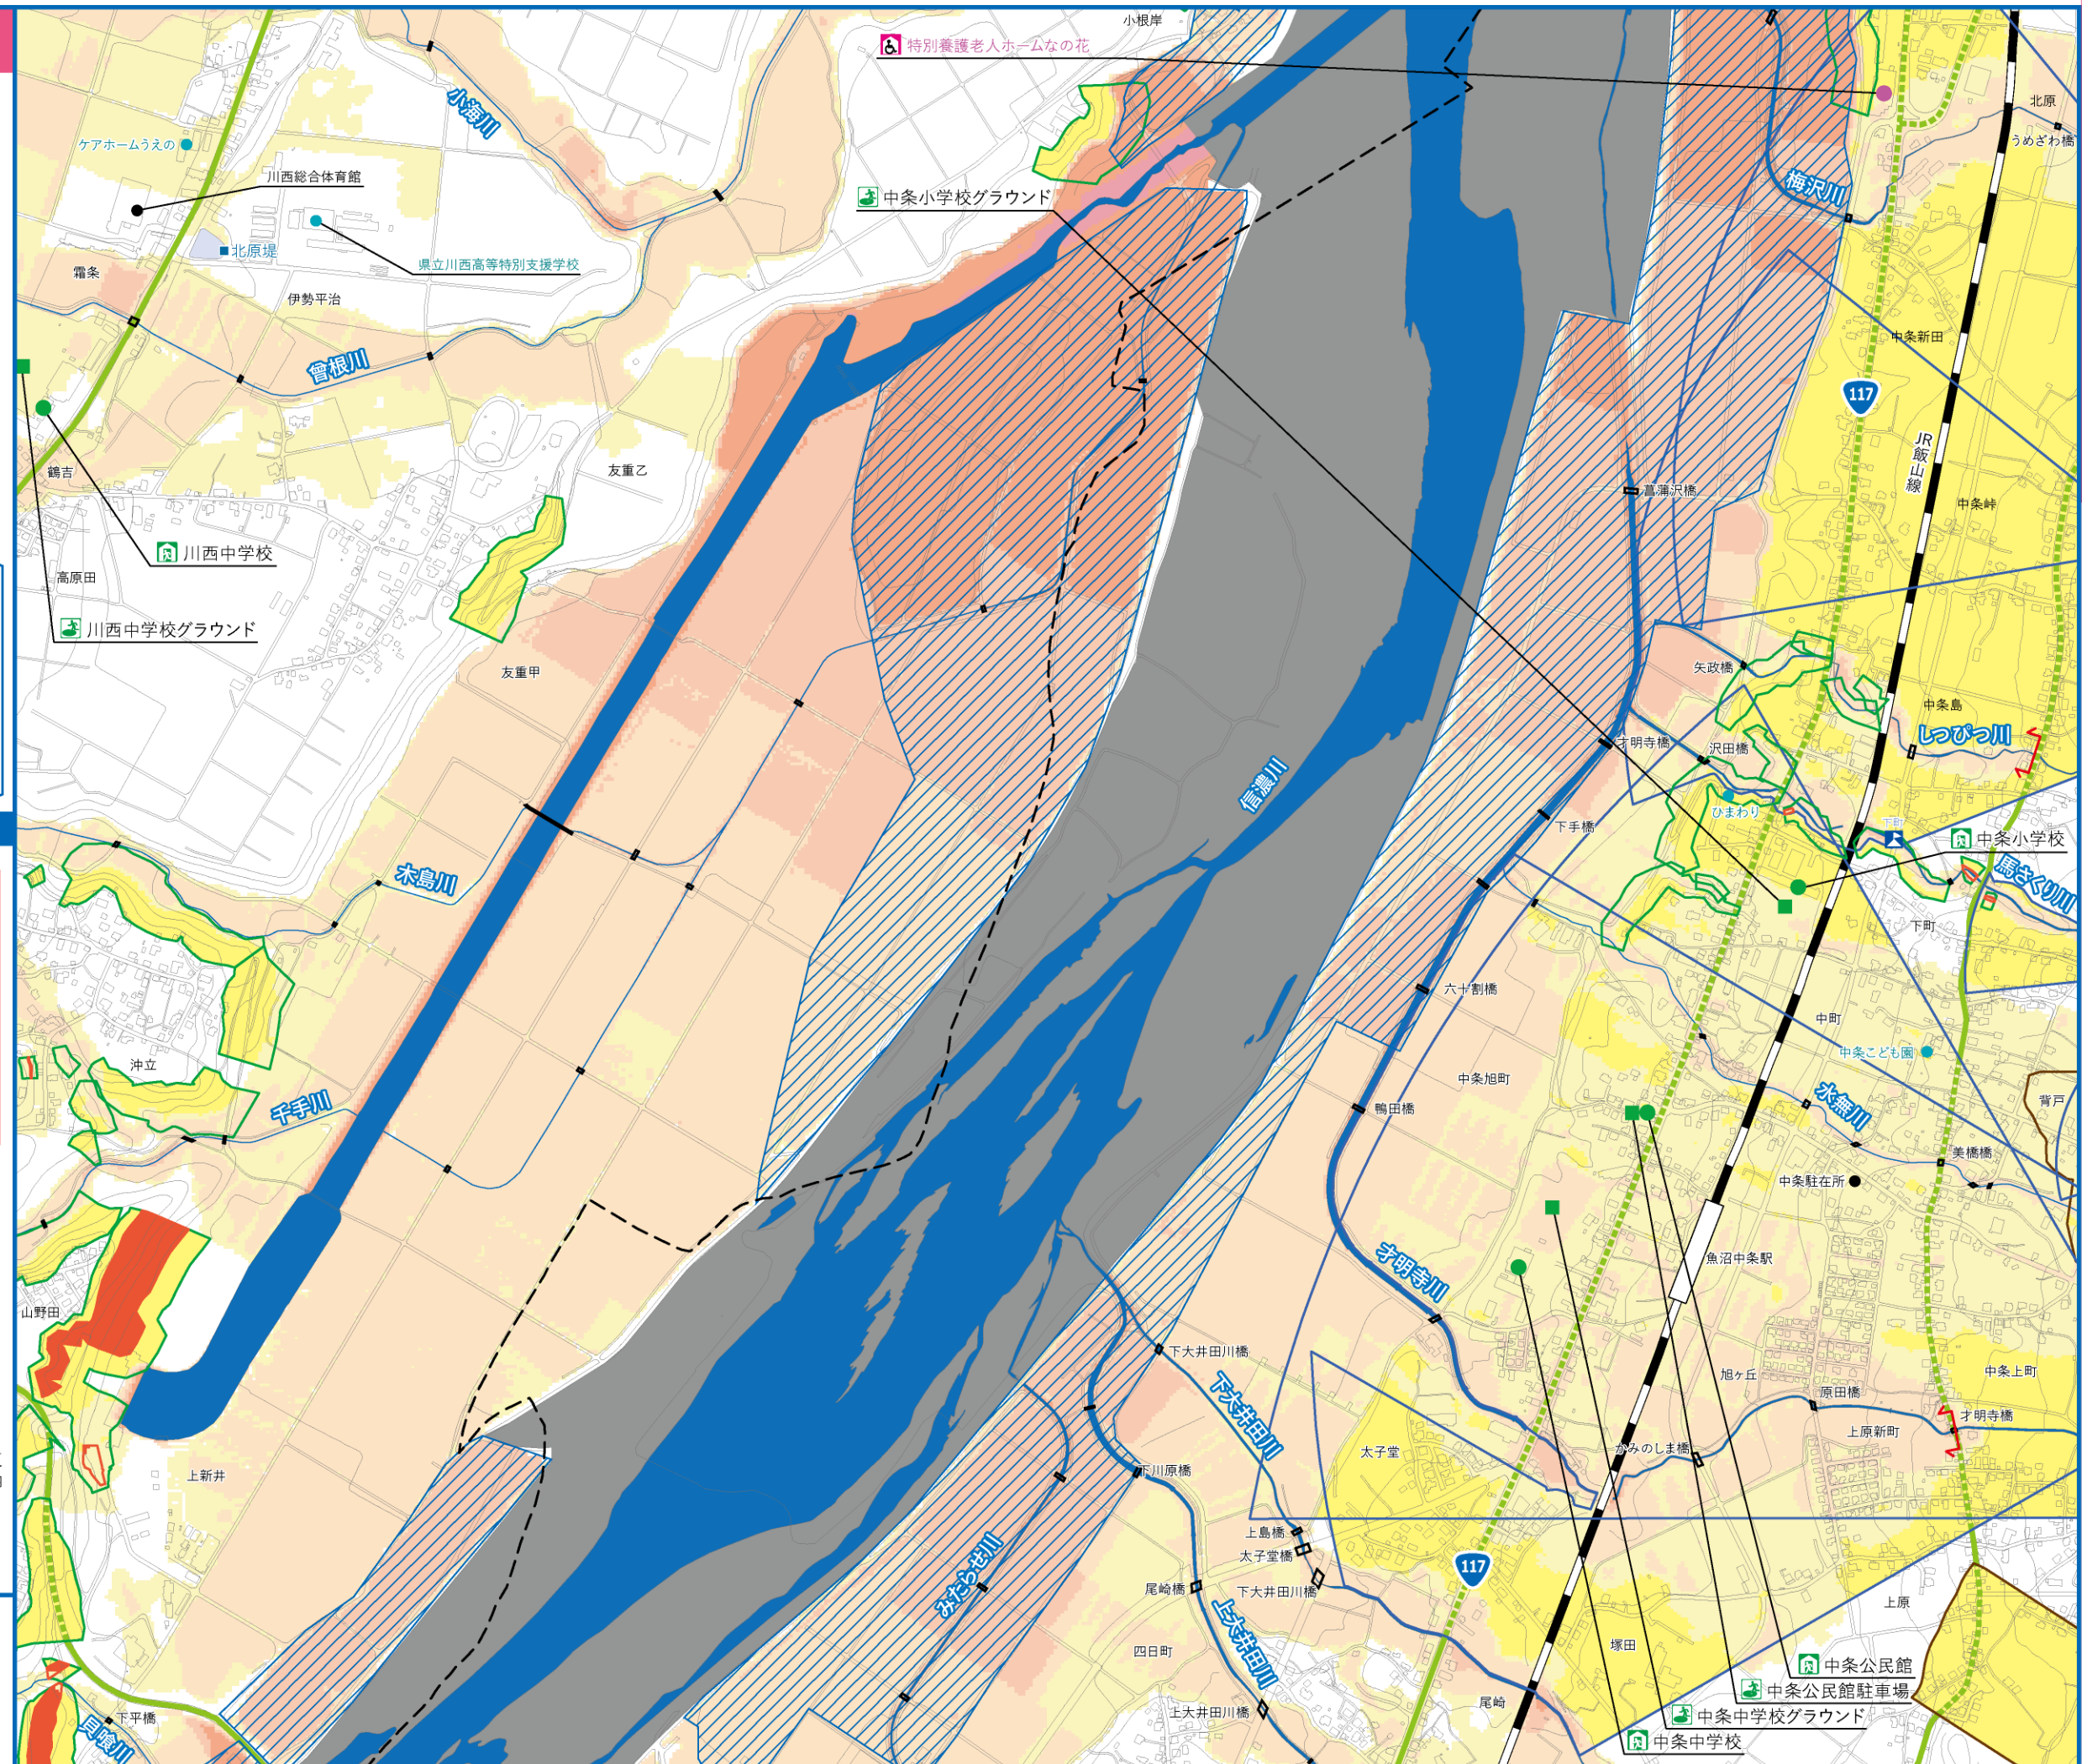 小根岸
特別養護老人ホームなの花
小海川
北原
うめざわ橋
ケアホームうえの
川西総合体育館
梅沢川
中条小学校グラウンド
北原堤
県立川西高等特別支援学校
霜条
伊勢平治
中条新田
曾根川
117
JR飯山線
鶴吉
友重乙
菖蒲沢橋
中条峠
川西中学校
高原田
川西中学校グラウンド
友重甲
矢政橋
中条島
しつぴつ川
才明寺橋
沢田橋
信濃川
ひまわり
下町
下手橋
中条小学校
木島川
馬さくり川
下町
六十割橋
中町
中条こども園
沖立
中条旭町
千手川
鴨田橋
水無川
背戸
美橋橋
中条駐在所
才明寺川
魚沼中条駅
山野田
下大井田川橋
旭ヶ丘
中条上町
下大井田川
原田橋
才明寺橋
上原新町
太子堂
かみのしま橋
下川原橋
上新井
上島橋
太子堂橋
117
みたらせ川
尾崎橋
下大井田川橋
上原
上大井田川
四日町
塚田
中条公民館
中条公民館駐車場
尾崎
上大井田川橋
中条中学校グラウンド
下平橋
貝喰川
中条中学校